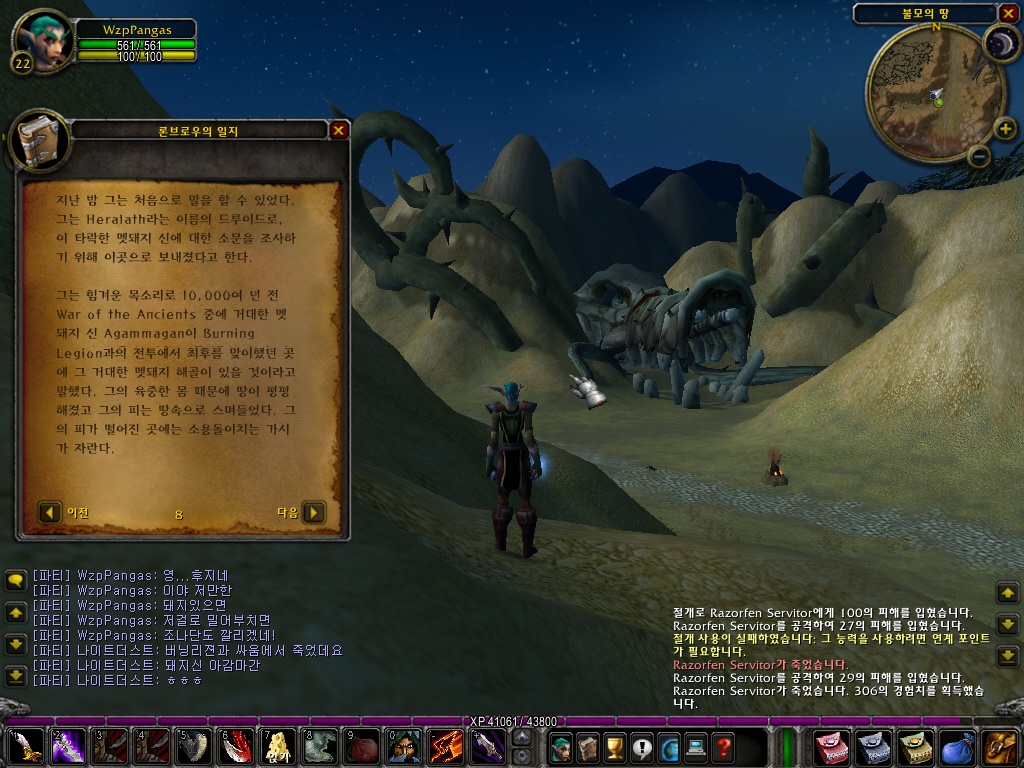 WzpPangas
561/561
100/100
22
불모의 땅
N
론브로우의 일지
지난 밤 그는 처음으로 말을 할 수 있었다.
그는 Heralath라는 이름의 드루이드로,
이 타락한 멧돼지 신에 대한 소문을 조사하
기 위해 이곳으로 보내졌다고 한다.
그는 힘겨운 목소리로 10,000여 년 전
War of the Ancients 중에 거대한 멧
돼지 신 Agammagan이 Burning
Legion과의 전투에서 최후를 맞이했던 곳
에 그 거대한 멧돼지 해골이 있을 것이라고
말했다. 그의 육중한 몸 때문에 땅이 평평
해졌고 그의 피는 땅속으로 스며들었다. 그
의 피가 떨어진 곳에는 소용돌이치는 가시
가 자란다.
이전
8
다음
[파티] WzpPangas: 영...후지네
[파티] WzpPangas: 이야 저만한
[파티] WzpPangas: 돼지있으면
[파티] WzpPangas: 저걸로 밀어부치면
[파티] WzpPangas: 조나단도 깔리겠네!
[파티] 나이트더스트: 버닝리젼과 싸움에서 죽었데요
[파티] 나이트더스트: 돼지신 아감마간
[파티] 나이트더스트: ㅎㅎㅎ
절개로 Razorfen Servitor에게 100의 피해를 입혔습니다.
Razorfen Servitor를 공격하여 27의 피해를 입혔습니다.
절개 사용이 실패하였습니다: 그 능력을 사용하려면 연계 포인트
가 필요합니다.
Razorfen Servitor가 죽었습니다.
Razorfen Servitor를 공격하여 29의 피해를 입혔습니다.
Razorfen Servitor가 죽었습니다. 306의 경험치를 획득했습
니다.
XP 41061/ 43800
1 2 3 4 5 6 7 8 9 0